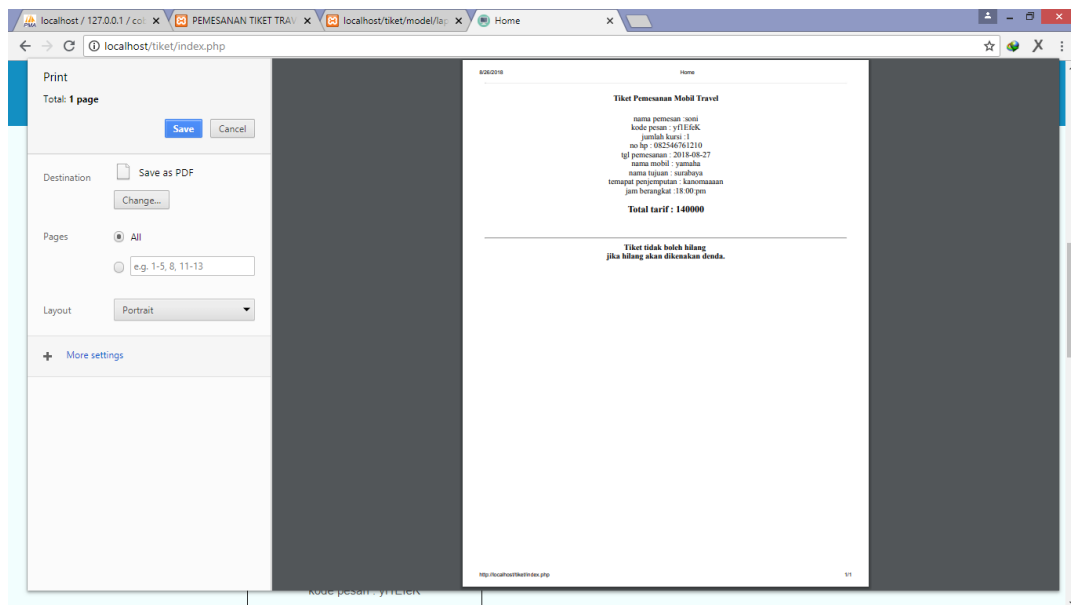 localhost / 127.0.0.1 / col
PEMESANAN TIKET TRAV
localhost/tiket/model/lap
Home
localhost/tiket/index.php
Print
Total: 1 page
Save
Cancel
Destination
Save as PDF
Change...
Pages
All
e.g. 1-5, 8, 11-13
Layout
Portrait
More settings
8/26/2018
Home
Tiket Pemesanan Mobil Travel
nama pemesan :soni
kode pesan : yf1EfeK
jumlah kursi :1
no hp : 082546761210
tgl pemesanan : 2018-08-27
nama mobil : yamaha
nama tujuan : surabaya
temapat penjemputan : kanomaaaan
jam berangkat :18:00:pm
Total tarif : 140000
Tiket tidak boleh hilang
jika hilang akan dikenakan denda.
http://localhost/tiket/index.php
1/1
kode pesan : yf1EfeK